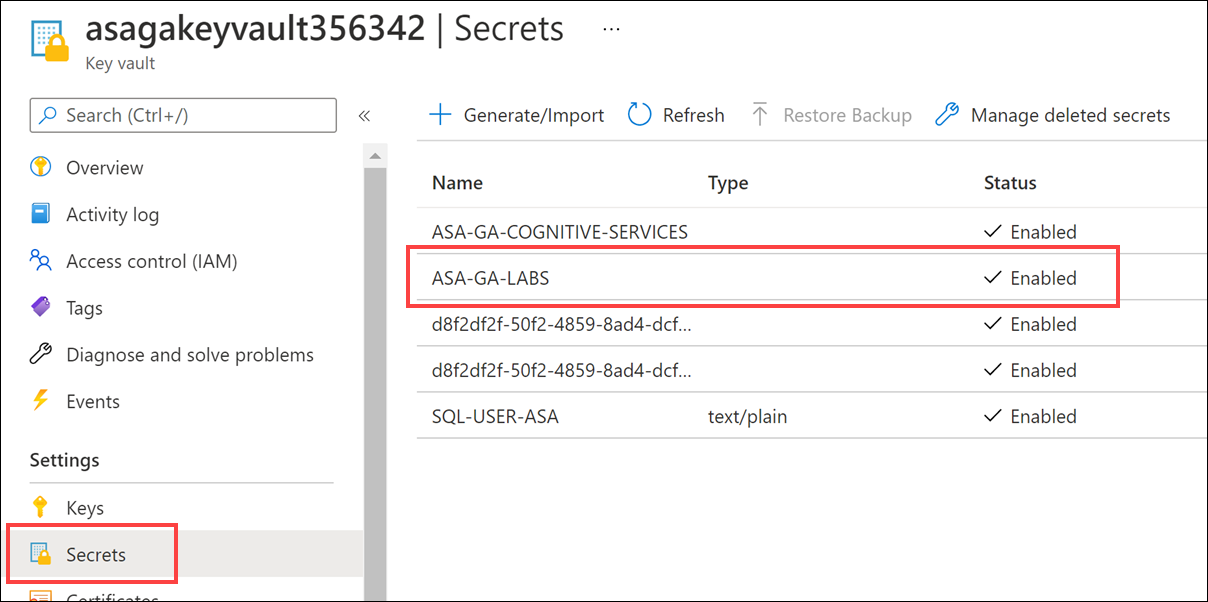 asagakeyvault356342 | Secrets ...
Key vault
Search (Ctrl+/) «
Overview
Activity log
Access control (IAM)
Tags
Diagnose and solve problems
Events
Settings
Keys
Secrets
Certificates
Generate/Import Refresh Restore Backup Manage deleted secrets
Name Type Status
ASA-GA-COGNITIVE-SERVICES Enabled
ASA-GA-LABS Enabled
d8f2df2f-50f2-4859-8ad4-dcf... Enabled
d8f2df2f-50f2-4859-8ad4-dcf... Enabled
SQL-USER-ASA text/plain Enabled